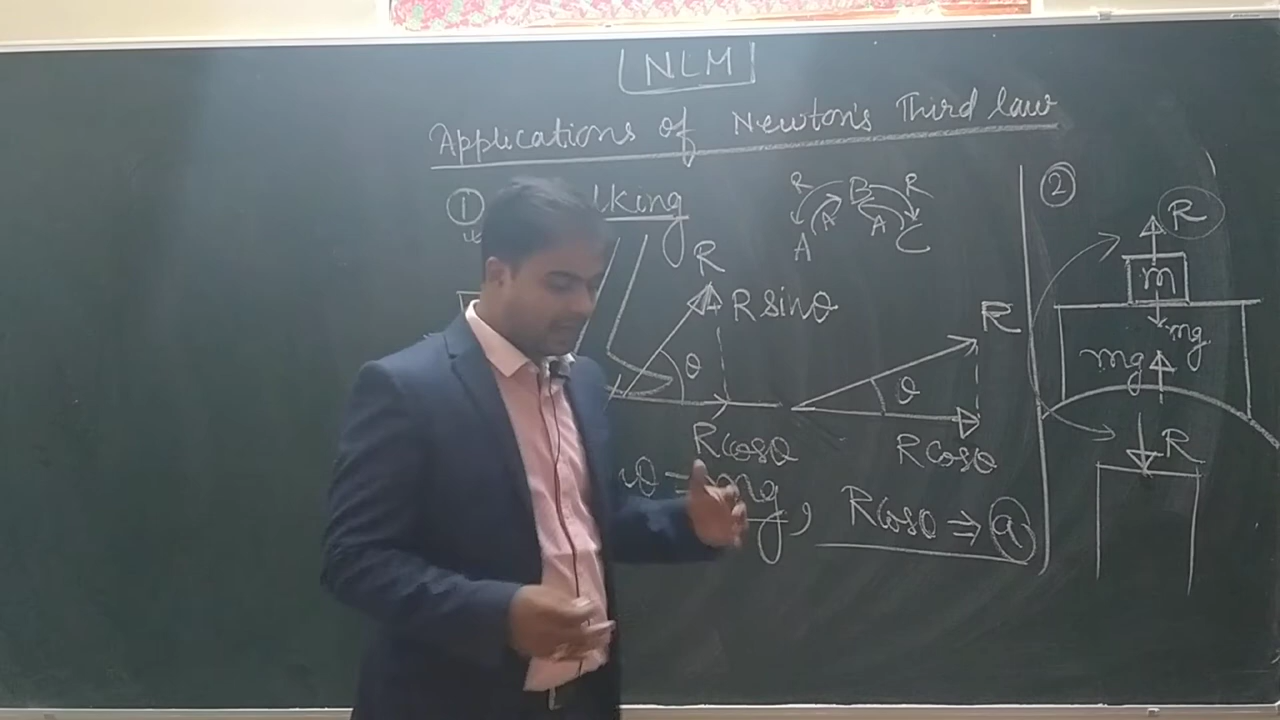 NLM
Applications of Newton's Third law
① lking
R B R
A A
A C
R
R sinθ
θ
R cosθ
R
θ
R cosθ
θ = mg, R cosθ ⇒ a
②
R
m
mg
mg
R